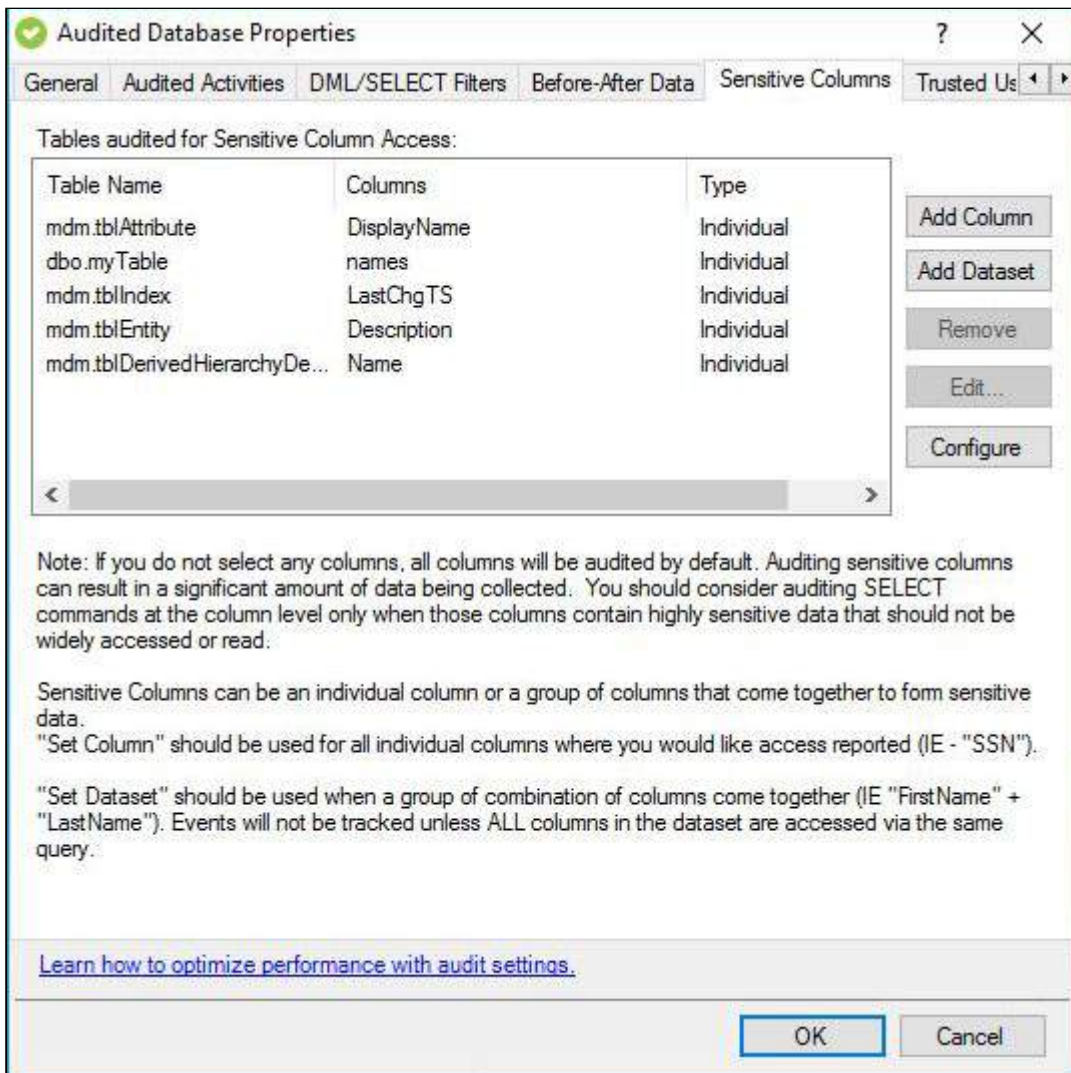 Audited Database Properties ? X
General Audited Activities DML/SELECT Filters Before-After Data Sensitive Columns Trusted Us
Tables audited for Sensitive Column Access:
Table Name Columns Type
mdm.tblAttribute DisplayName Individual
dbo.myTable names Individual
mdm.tblIndex LastChgTS Individual
mdm.tblEntity Description Individual
mdm.tblDerivedHierarchyDe... Name Individual
Add Column
Add Dataset
Remove
Edit...
Configure
Note: If you do not select any columns, all columns will be audited by default. Auditing sensitive columns
can result in a significant amount of data being collected. You should consider auditing SELECT
commands at the column level only when those columns contain highly sensitive data that should not be
widely accessed or read.
Sensitive Columns can be an individual column or a group of columns that come together to form sensitive
data.
"Set Column" should be used for all individual columns where you would like access reported (IE - "SSN").
"Set Dataset" should be used when a group of combination of columns come together (IE "FirstName" +
"LastName"). Events will not be tracked unless ALL columns in the dataset are accessed via the same
query.
Learn how to optimize performance with audit settings.
OK Cancel